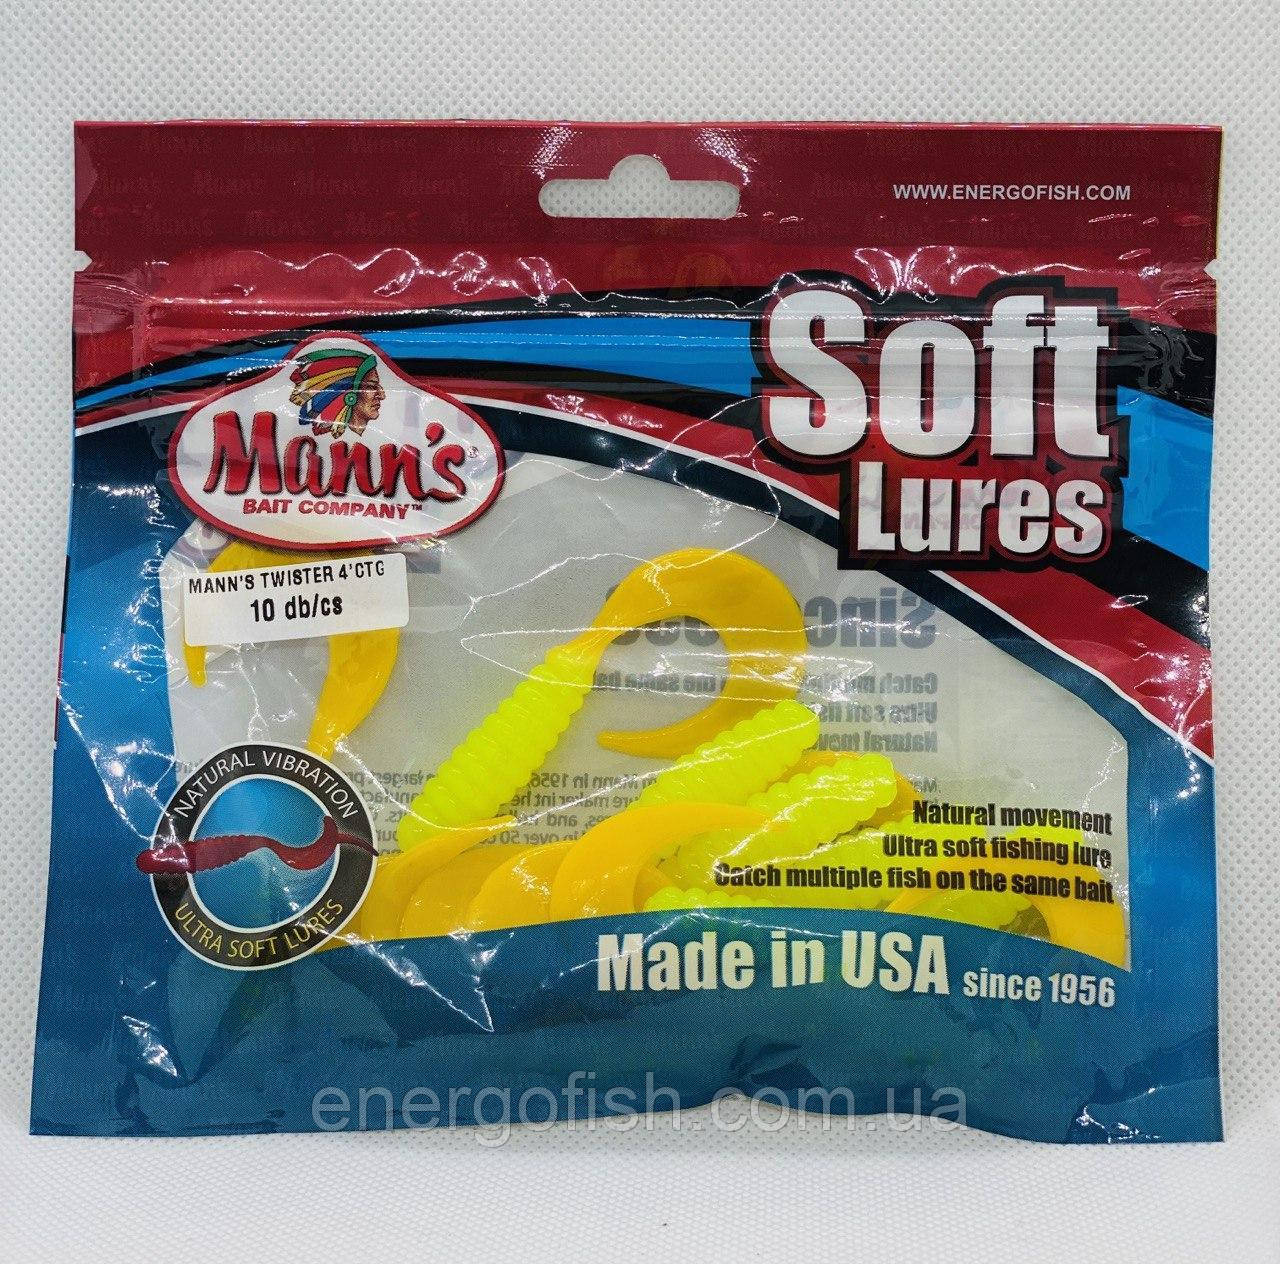 WWW.ENERGOFISH.COM
Soft
Lures
Mann's®
BAIT COMPANY™
MANN'S TWISTER 4'CTG
10 db/cs
NATURAL VIBRATION
ULTRA SOFT LURES
Natural movement
Ultra soft fishing lure
Catch multiple fish on the same bait
Made in USA since 1956
energofish.com.ua